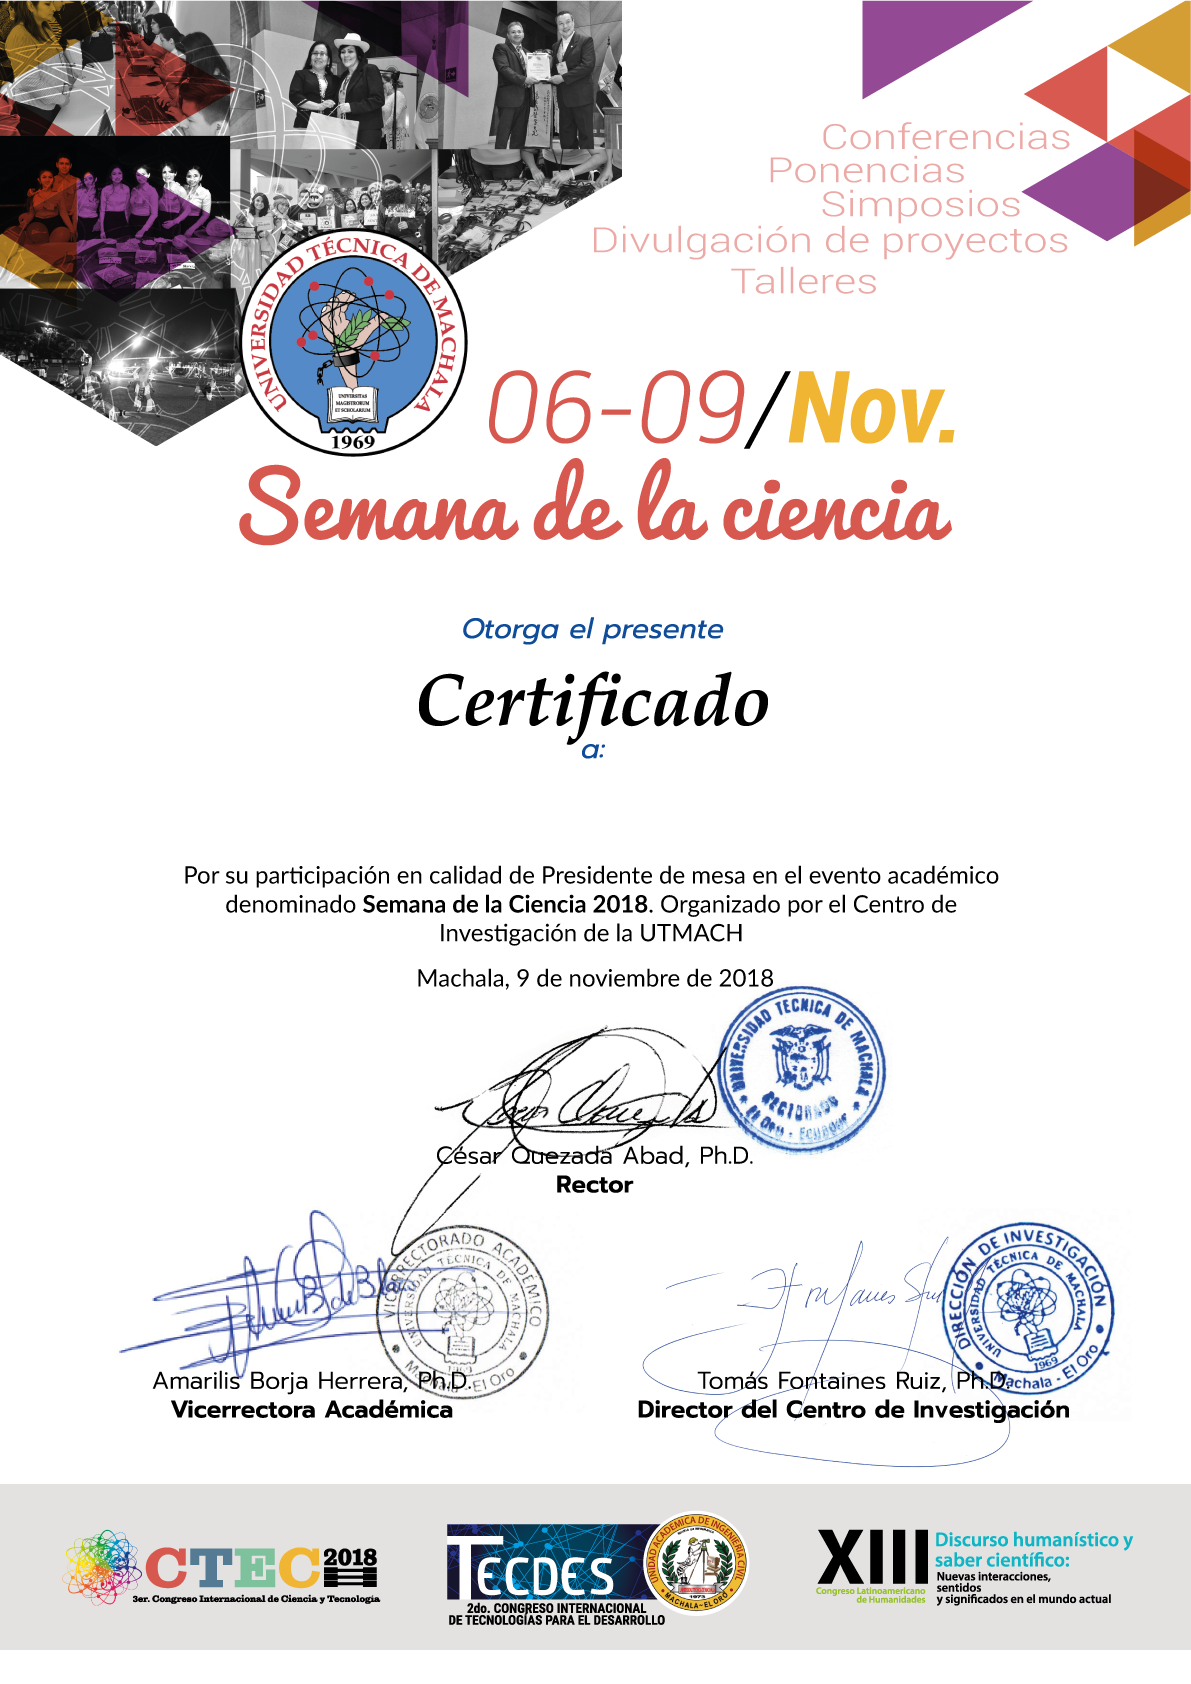 Conferencias
Ponencias
Simposios
Divulgación de proyectos
Talleres
UNIVERSIDAD TÉCNICA DE MACHALA
UNIVERSITAS
MAGISTRORUM
ET SCHOLARIUM
1969
06-09/Nov.
Semana de la ciencia
Otorga el presente
Certificado
a:
Por su participación en calidad de Presidente de mesa en el evento académico
denominado Semana de la Ciencia 2018. Organizado por el Centro de
Investigación de la UTMACH
Machala, 9 de noviembre de 2018
UNIVERSIDAD TECNICA DE MACHALA
RECTORADO
EL ORO - ECUADOR
César Quezada Abad, Ph.D.
Rector
VICERRECTORADO ACADÉMICO
UNIVERSIDAD TÉCNICA DE MACHALA
1969
Machala - El Oro
Amarilis Borja Herrera, Ph.D.
Vicerrectora Académica
DIRECCIÓN DE INVESTIGACIÓN
UNIVERSIDAD TÉCNICA DE MACHALA
1969
Machala - El Oro
Tomás Fontaines Ruiz, Ph.D.
Director del Centro de Investigación
CTEC 2018
3er. Congreso Internacional de Ciencia y Tecnología
TECDES
2do. CONGRESO INTERNACIONAL
DE TECNOLOGÍAS PARA EL DESARROLLO
UNIDAD ACADEMICA DE INGENIERIA CIVIL
MACHALA - EL ORO
XIII
Congreso Latinoamericano
de Humanidades
Discurso humanístico y
saber científico:
Nuevas interacciones,
sentidos
y significados en el mundo actual